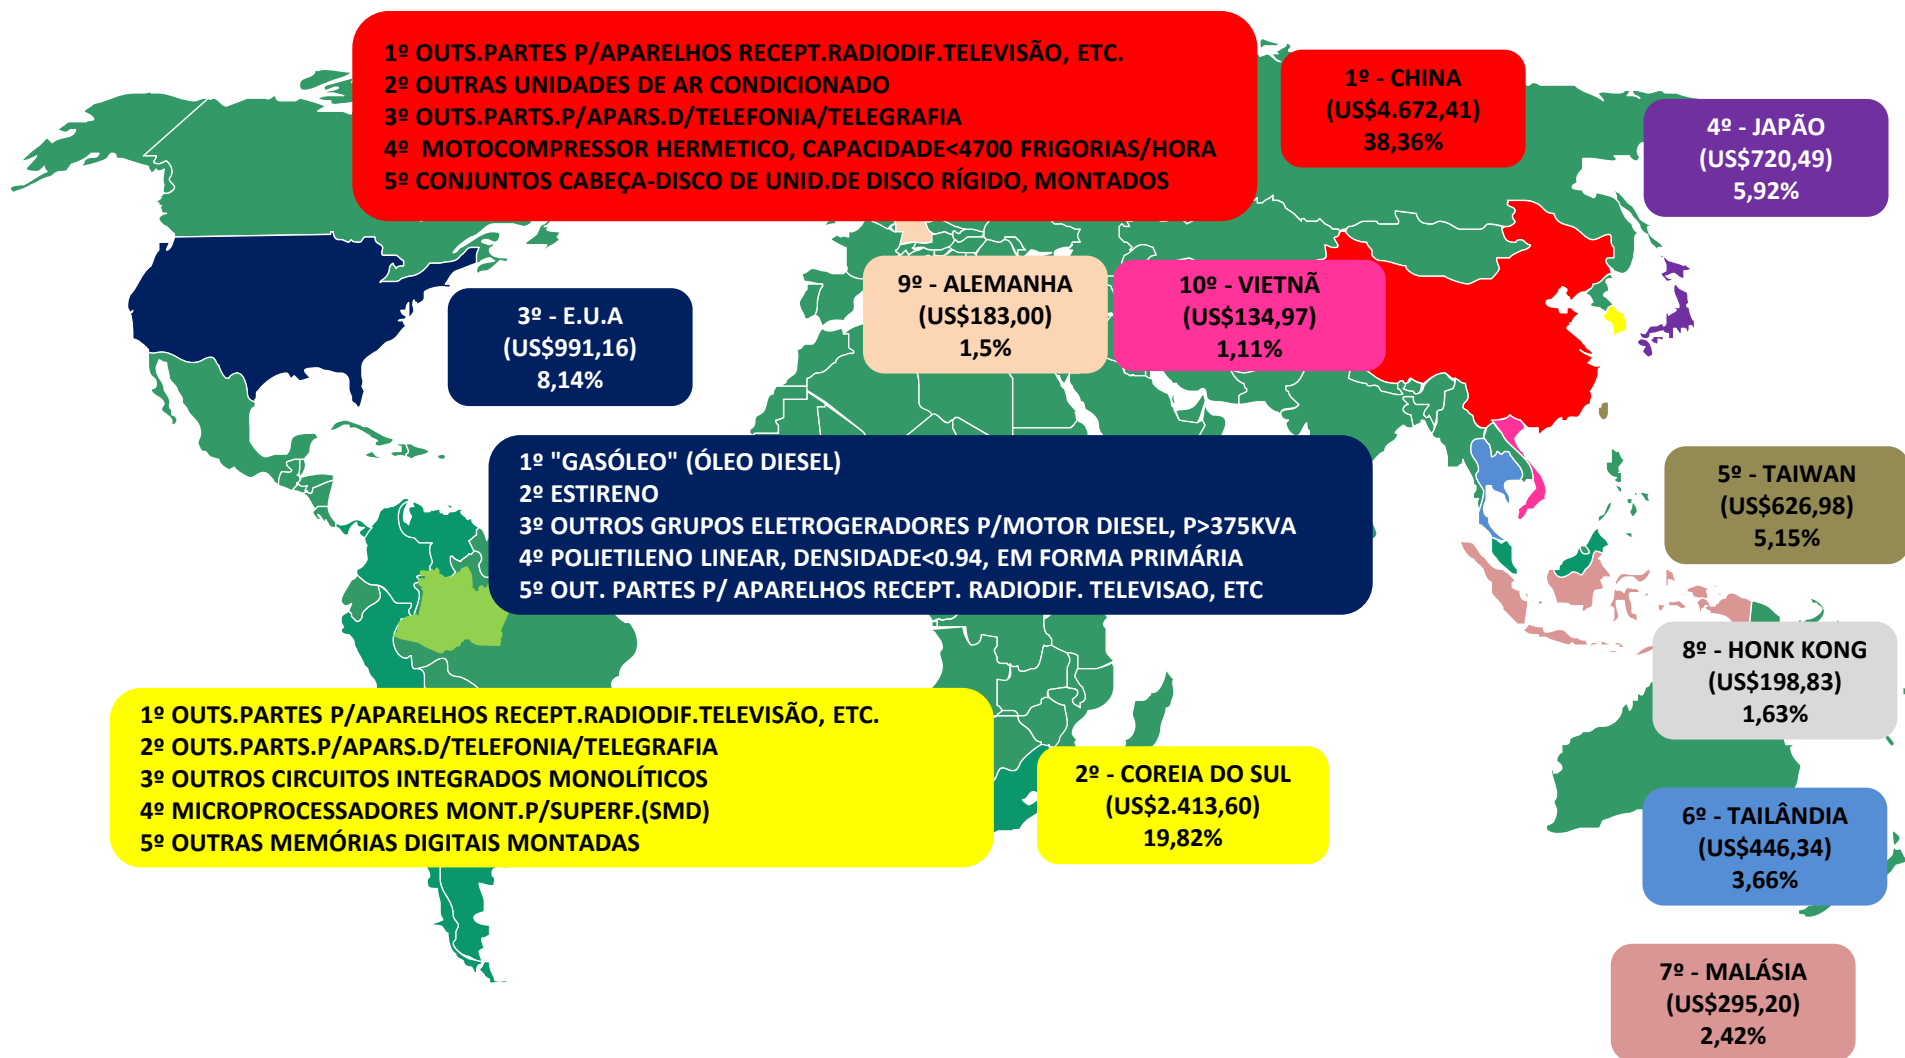 1º OUTS.PARTES P/APARELHOS RECEPT.RADIODIF.TELEVISÃO, ETC.
2º OUTRAS UNIDADES DE AR CONDICIONADO
3º OUTS.PARTS.P/APARS.D/TELEFONIA/TELEGRAFIA
4º MOTOCOMPRESSOR HERMETICO, CAPACIDADE<4700 FRIGORIAS/HORA
5º CONJUNTOS CABEÇA-DISCO DE UNID.DE DISCO RÍGIDO, MONTADOS
1º - CHINA
(US$4.672,41)
38,36%
4º - JAPÃO
(US$720,49)
5,92%
9º - ALEMANHA
(US$183,00)
1,5%
10º - VIETNÃ
(US$134,97)
1,11%
3º - E.U.A
(US$991,16)
8,14%
1º "GASÓLEO" (ÓLEO DIESEL)
2º ESTIRENO
3º OUTROS GRUPOS ELETROGERADORES P/MOTOR DIESEL, P>375KVA
4º POLIETILENO LINEAR, DENSIDADE<0.94, EM FORMA PRIMÁRIA
5º OUT. PARTES P/ APARELHOS RECEPT. RADIODIF. TELEVISAO, ETC
5º - TAIWAN
(US$626,98)
5,15%
8º - HONK KONG
(US$198,83)
1,63%
1º OUTS.PARTES P/APARELHOS RECEPT.RADIODIF.TELEVISÃO, ETC.
2º OUTS.PARTS.P/APARS.D/TELEFONIA/TELEGRAFIA
3º OUTROS CIRCUITOS INTEGRADOS MONOLÍTICOS
4º MICROPROCESSADORES MONT.P/SUPERF.(SMD)
5º OUTRAS MEMÓRIAS DIGITAIS MONTADAS
2º - COREIA DO SUL
(US$2.413,60)
19,82%
6º - TAILÂNDIA
(US$446,34)
3,66%
7º - MALÁSIA
(US$295,20)
2,42%